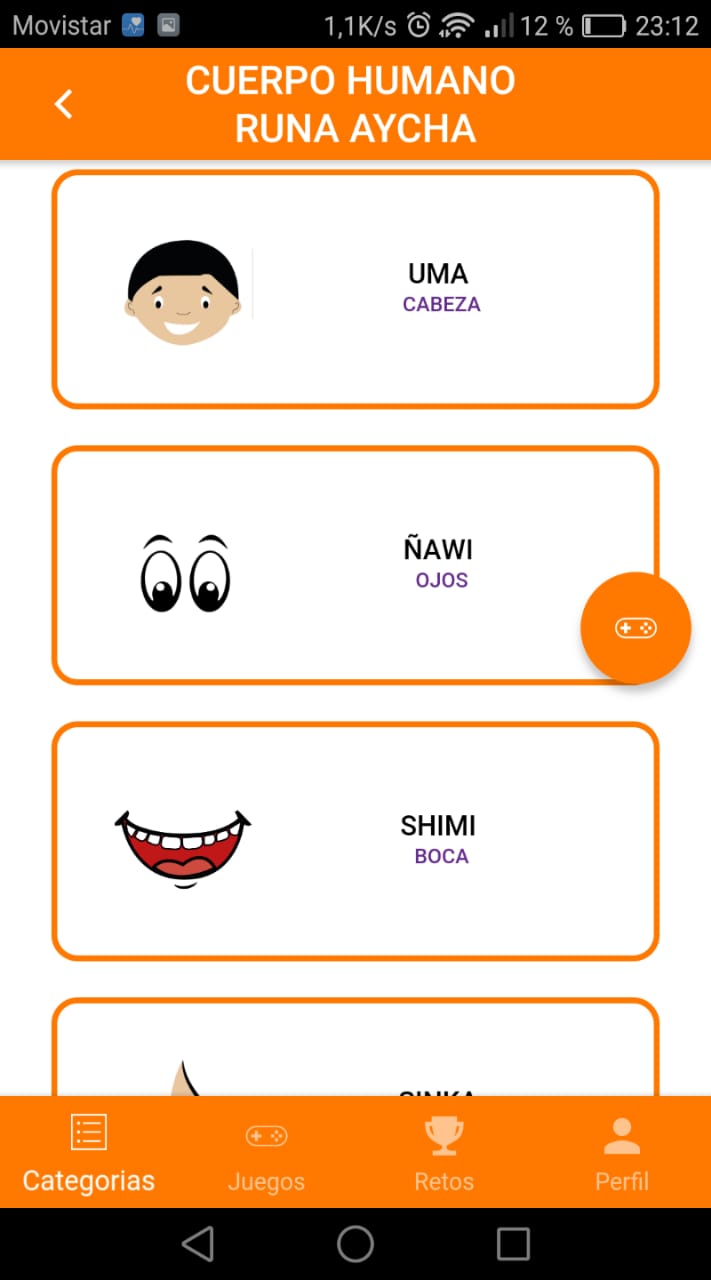 Movistar 1,1K/s 12 % 23:12
CUERPO HUMANO
RUNA AYCHA
UMA
CABEZA
ÑAWI
OJOS
SHIMI
BOCA
Categorias Juegos Retos Perfil